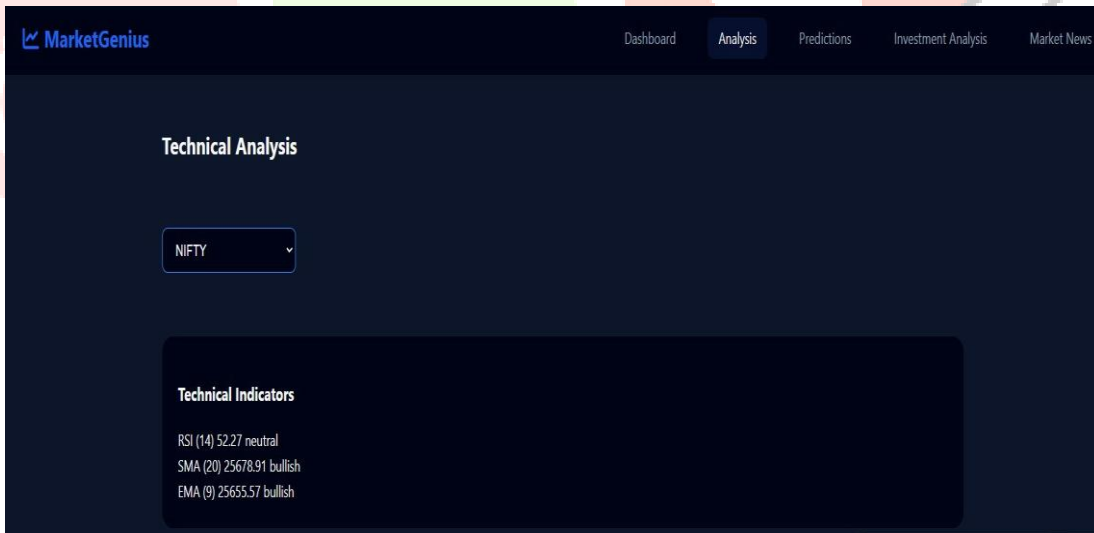 MarketGenius
Dashboard Analysis Predictions Investment Analysis Market News
Technical Analysis
NIFTY
Technical Indicators
RSI (14) 52.27 neutral
SMA (20) 25678.91 bullish
EMA (9) 25655.57 bullish